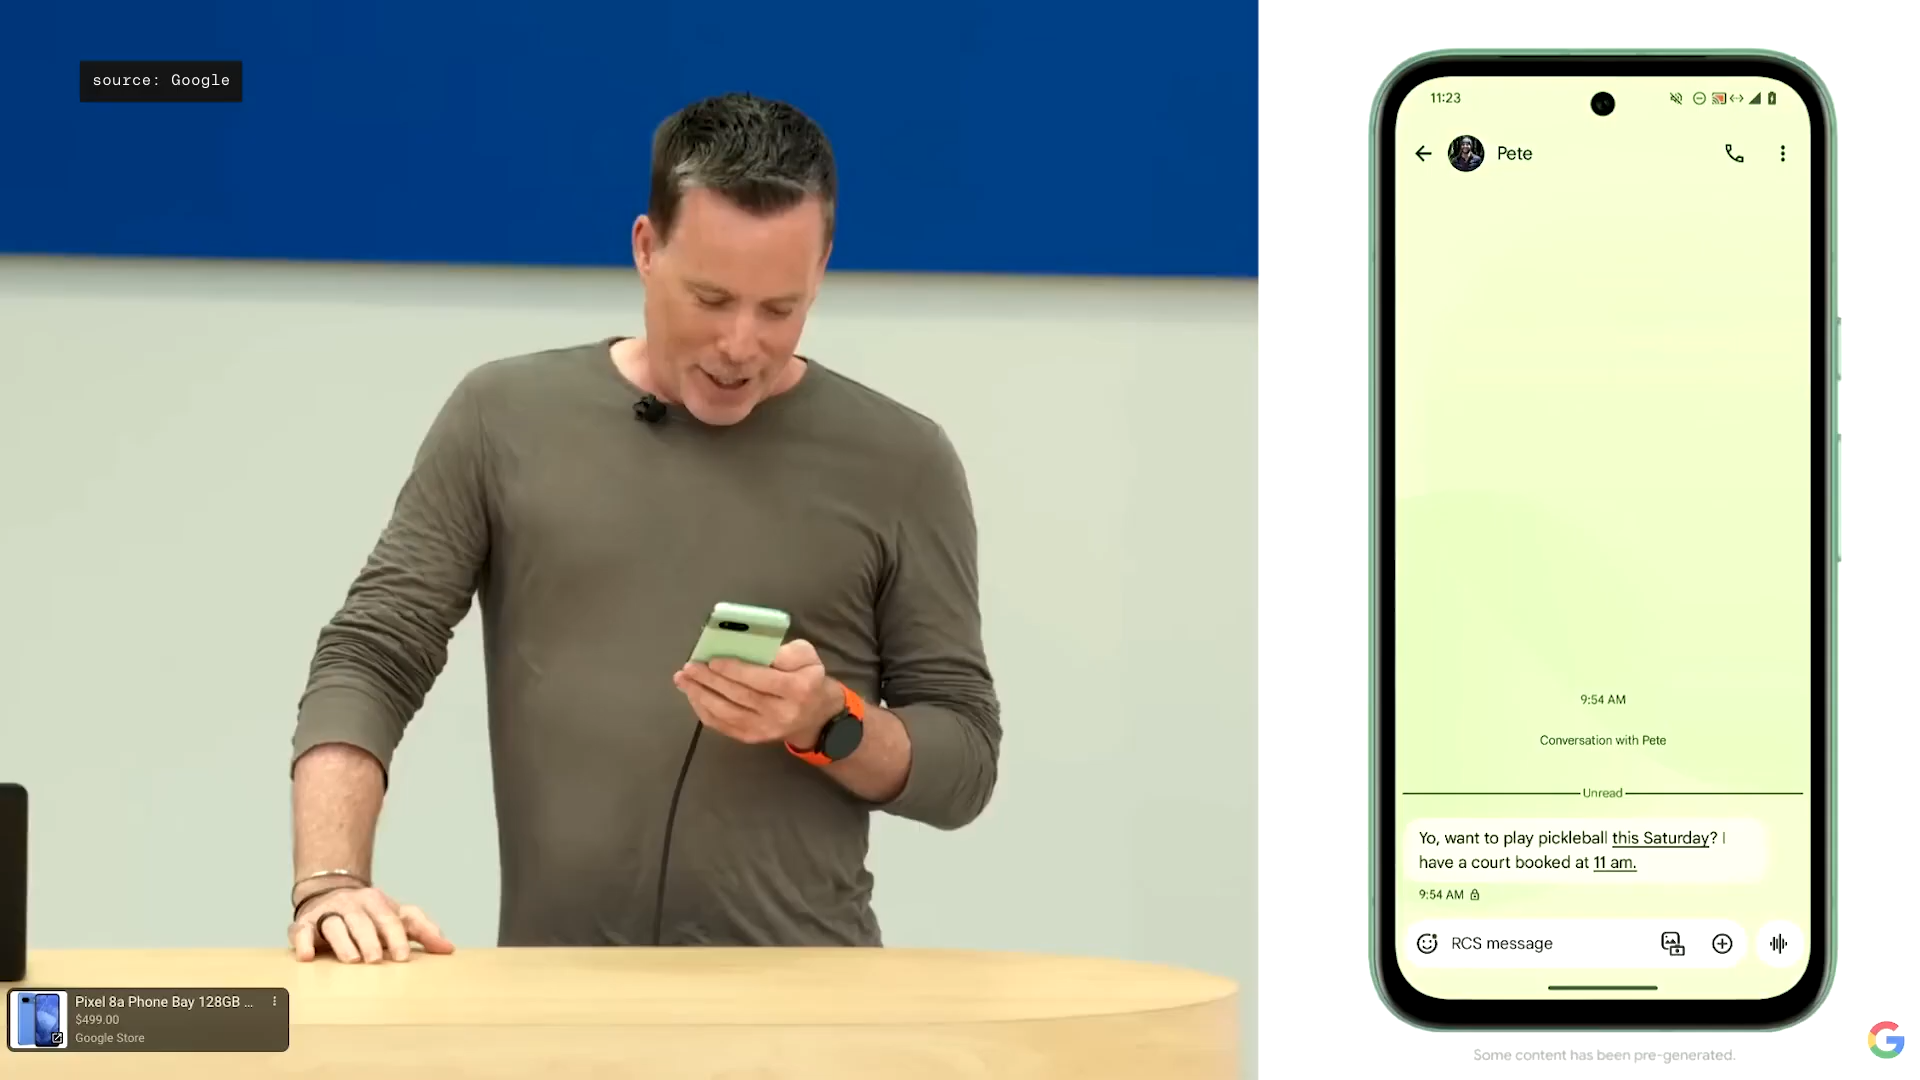 source: Google
11:23
Pete
9:54 AM
Conversation with Pete
Unread
Yo, want to play pickleball this Saturday? I
have a court booked at 11 am.
9:54 AM
RCS message
Pixel 8a Phone Bay 128GB ...
$499.00
Google Store
Some content has been pre-generated.